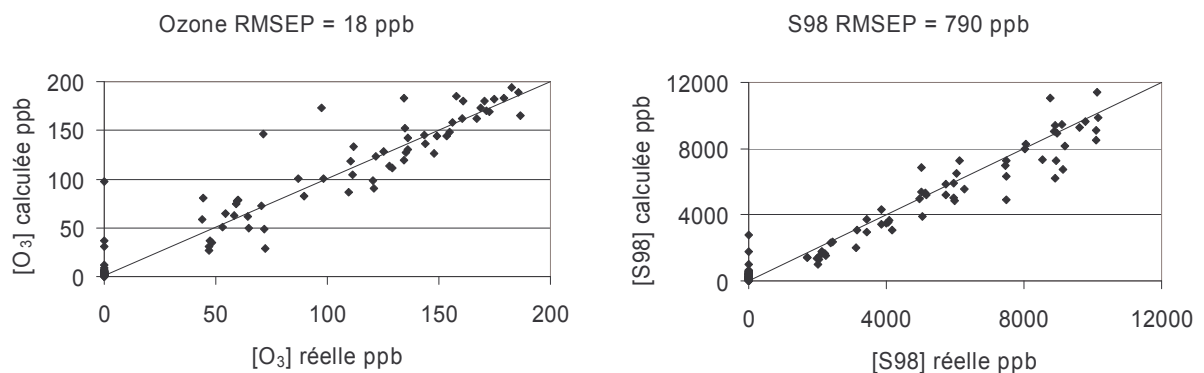 Ozone RMSEP = 18 ppb
[O₃] calculée ppb
200
150
100
50
0
0 50 100 150 200
[O₃] réelle ppb
S98 RMSEP = 790 ppb
[S98] calculée ppb
12000
8000
4000
0
0 4000 8000 12000
[S98] réelle ppb